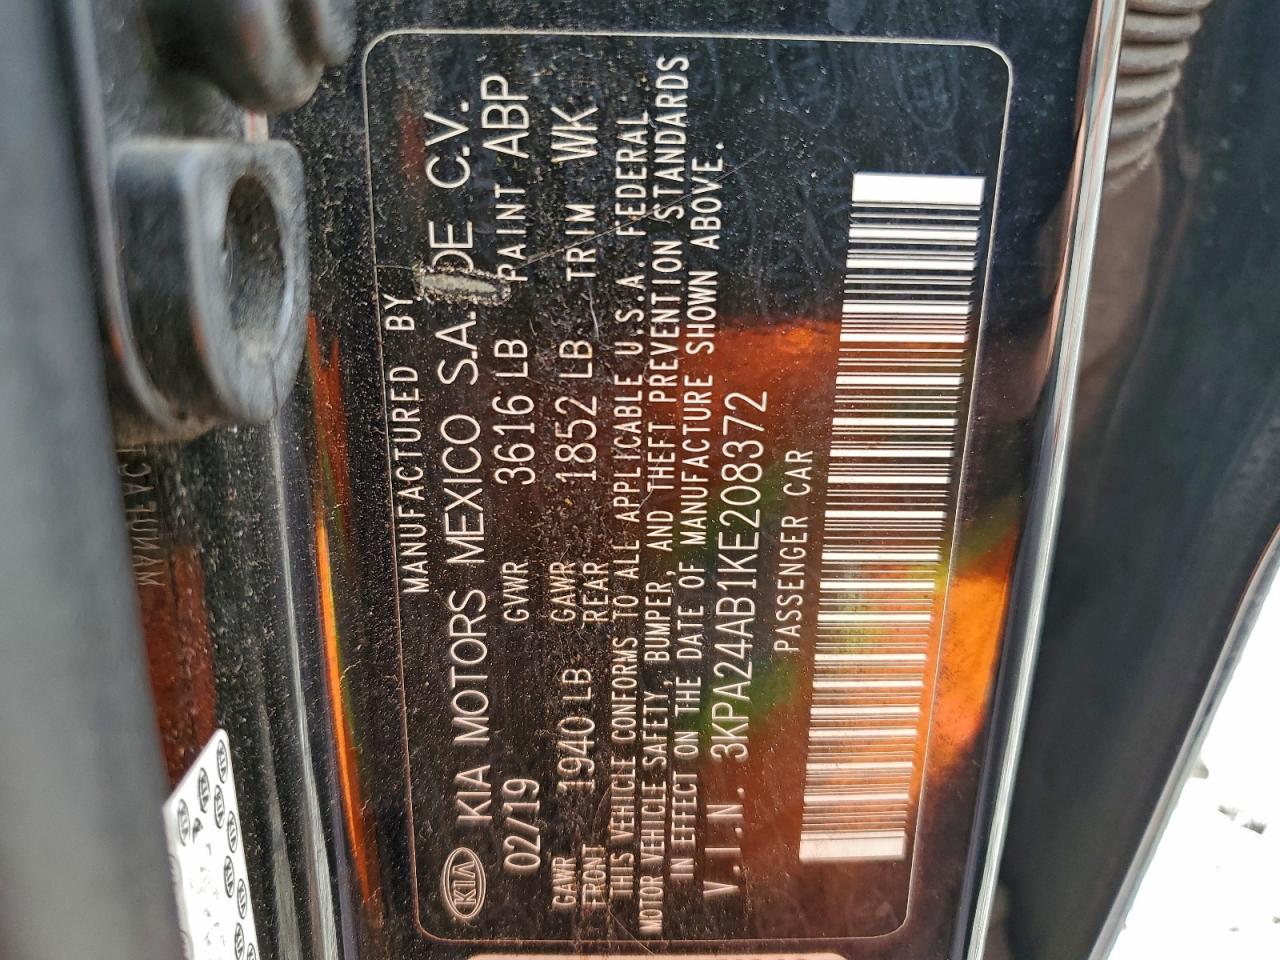 MANUFACTURED BY
KIA KIA MOTORS MEXICO S.A. DE C.V.
02/19 GVWR 3616 LB PAINT ABP
GAWR FRONT 1940 LB GAWR REAR 1852 LB TRIM WK
THIS VEHICLE CONFORMS TO ALL APPLICABLE U.S.A. FEDERAL
MOTOR VEHICLE SAFETY, BUMPER, AND THEFT PREVENTION STANDARDS
IN EFFECT ON THE DATE OF MANUFACTURE SHOWN ABOVE.
V.I.N. 3KPA24AB1KE208372
PASSENGER CAR